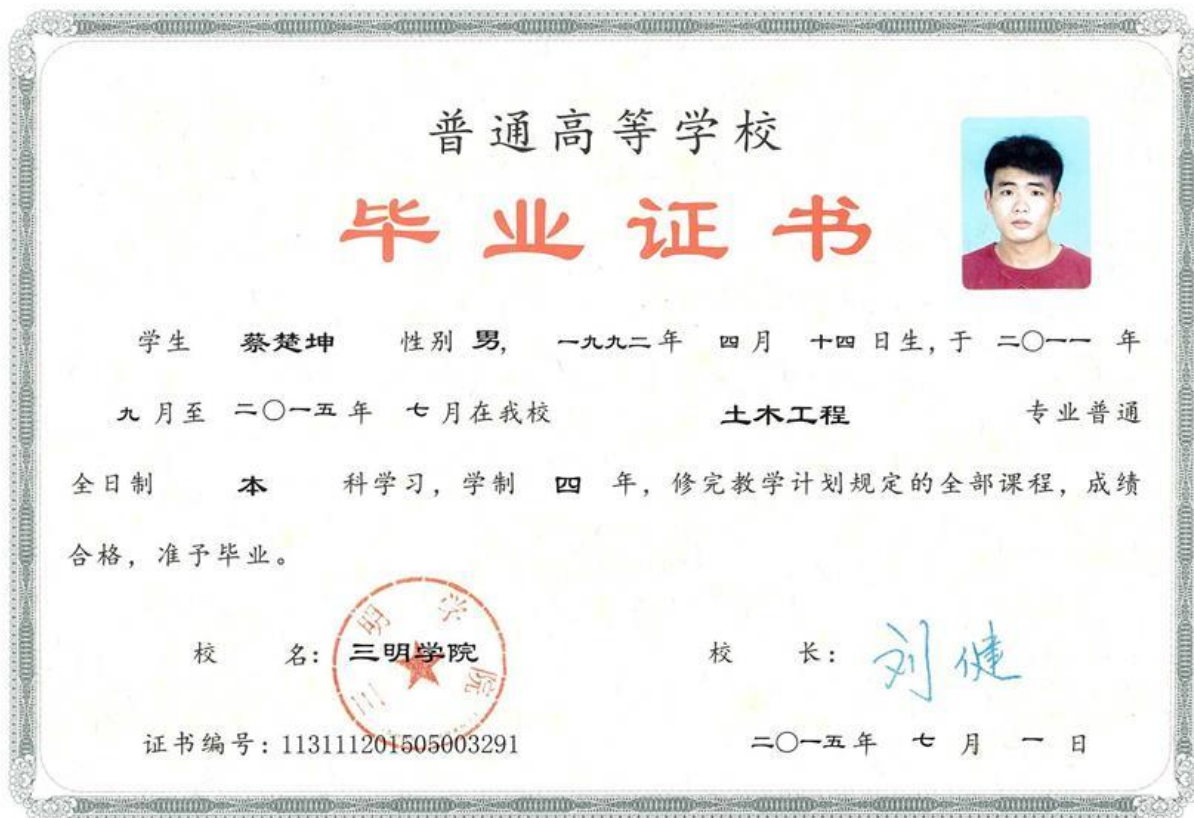 普通高等学校
毕业证书
学生 蔡楚坤 性别 男, 一九九二年 四月 十四日生,于 二〇一一 年
九月至 二〇一五年 七月在我校 土木工程 专业普通
全日制 本 科学习,学制 四 年,修完教学计划规定的全部课程,成绩
合格,准予毕业。
三明学院
校 名: 三明学院 校 长: 刘健
证书编号:113111201505003291 二〇一五年 七 月 一 日